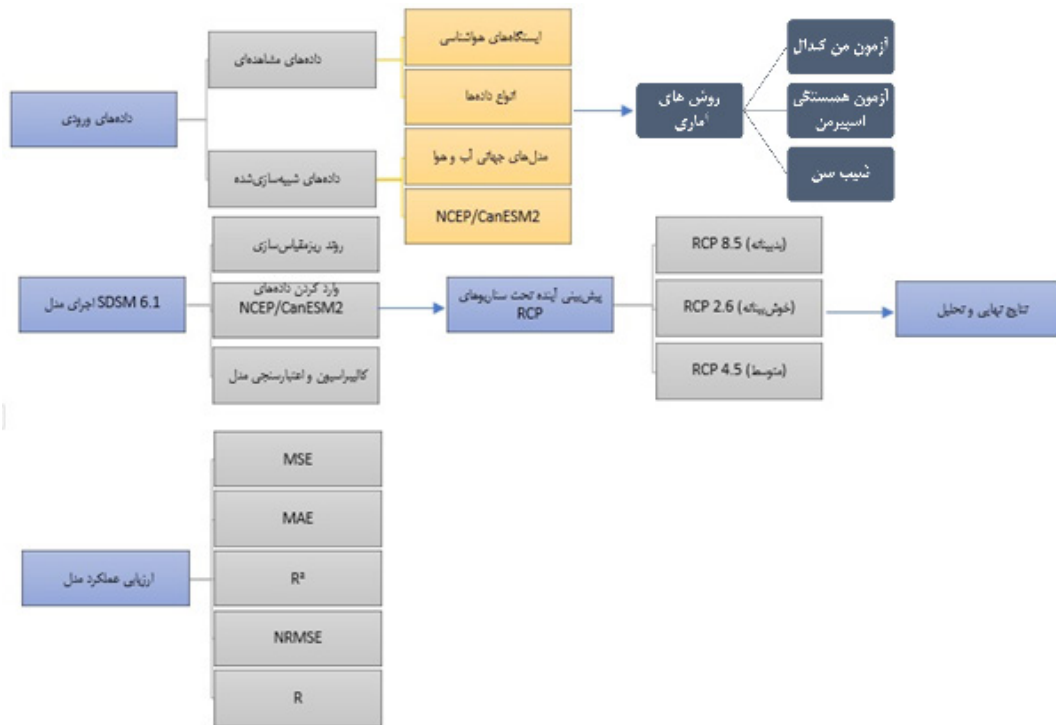 داده‌های ورودی
داده‌های مشاهده‌ای
داده‌های شبیه‌سازی‌شده
ایستگاه‌های هواشناسی
انواع داده‌ها
مدل‌های جهانی آب و هوا
NCEP/CanESM2
روش های
آماری
آزمون من کندال
آزمون همبستگی
اسپیرمن
شیب سن
اجرای مدل SDSM 6.1
روند ریزمقیاس‌سازی
وارد کردن داده‌های
NCEP/CanESM2
کالیبراسیون و اعتبارسنجی مدل
پیش‌بینی آینده تحت سناریوهای
RCP
RCP 8.5 (بدبینانه)
RCP 2.6 (خوش‌بینانه)
RCP 4.5 (متوسط)
نتایج نهایی و تحلیل
ارزیابی عملکرد مدل
MSE
MAE
R²
NRMSE
R